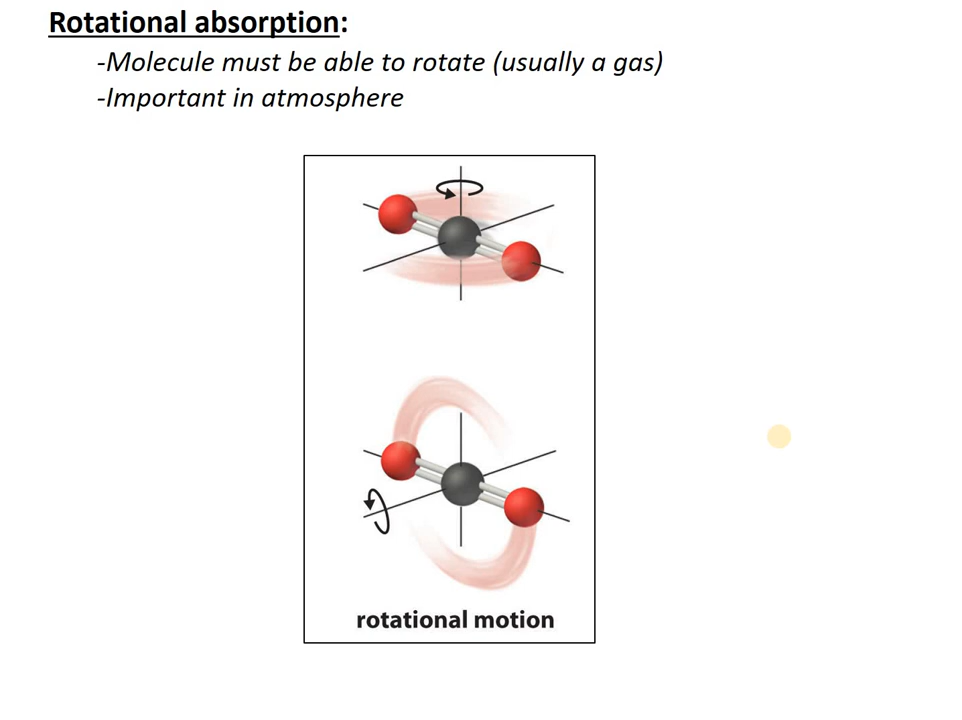 Rotational absorption:
-Molecule must be able to rotate (usually a gas)
-Important in atmosphere
rotational motion